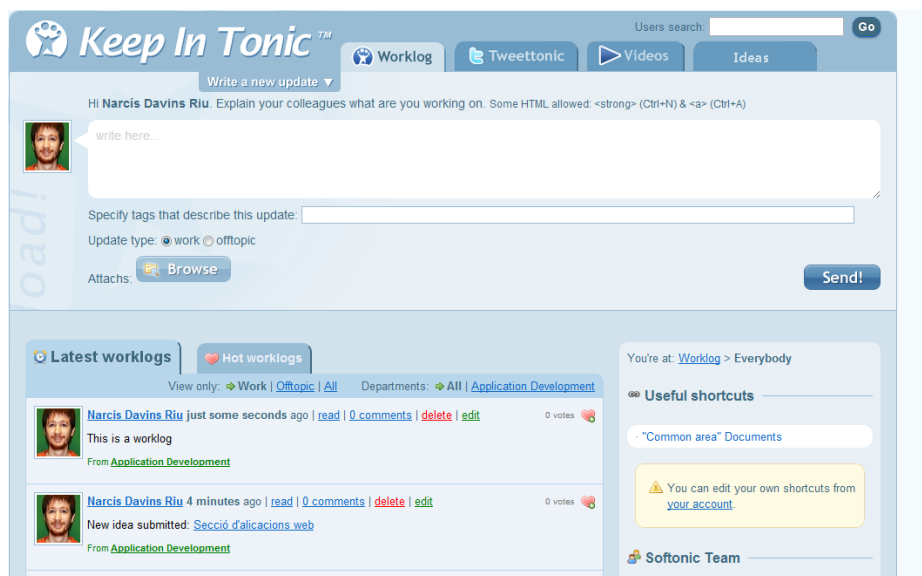 Users search:
Go
Keep In Tonic ™
Worklog
Tweettonic
Videos
Ideas
Write a new update ▼
Hi Narcís Davins Riu. Explain your colleagues what are you working on. Some HTML allowed: <strong> (Ctrl+N) & <a> (Ctrl+A)
write here...
load!
Specify tags that describe this update:
Update type: work offtopic
Attachs: Browse
Send!
Latest worklogs
Hot worklogs
View only: Work | Offtopic | All Departments: All | Application Development
Narcís Davins Riu just some seconds ago | read | 0 comments | delete | edit
0 votes
This is a worklog
From Application Development
Narcís Davins Riu 4 minutes ago | read | 0 comments | delete | edit
0 votes
New idea submitted: Secció d'alicacions web
From Application Development
You're at: Worklog > Everybody
Useful shortcuts
· "Common area" Documents
You can edit your own shortcuts from
your account.
Softonic Team